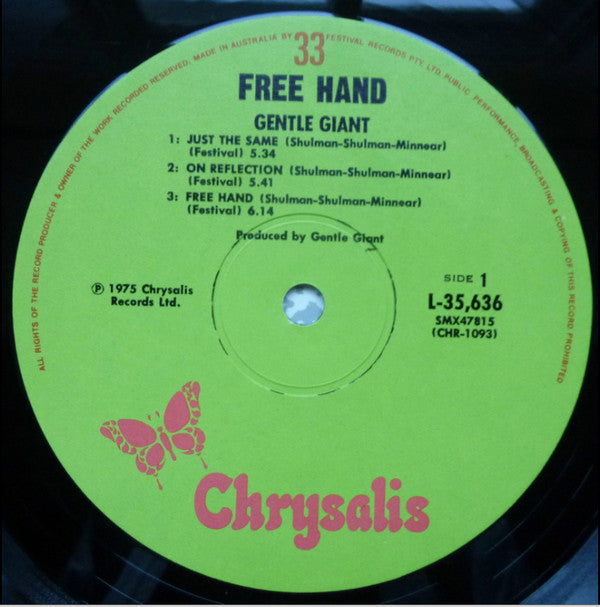 ALL RIGHTS OF THE RECORD PRODUCER & OWNER OF THE WORK RECORDED RESERVED. MADE IN AUSTRALIA BY FESTIVAL RECORDS PTY. LTD. PUBLIC PERFORMANCE, BROADCASTING & COPYING OF THIS RECORD PROHIBITED
33
FREE HAND
GENTLE GIANT
1: JUST THE SAME (Shulman-Shulman-Minnear)
(Festival) 5.34
2: ON REFLECTION (Shulman-Shulman-Minnear)
(Festival) 5.41
3: FREE HAND (Shulman-Shulman-Minnear)
(Festival) 6.14
Produced by Gentle Giant
℗ 1975 Chrysalis
Records Ltd.
SIDE 1
L-35,636
SMX47815
(CHR-1093)
Chrysalis